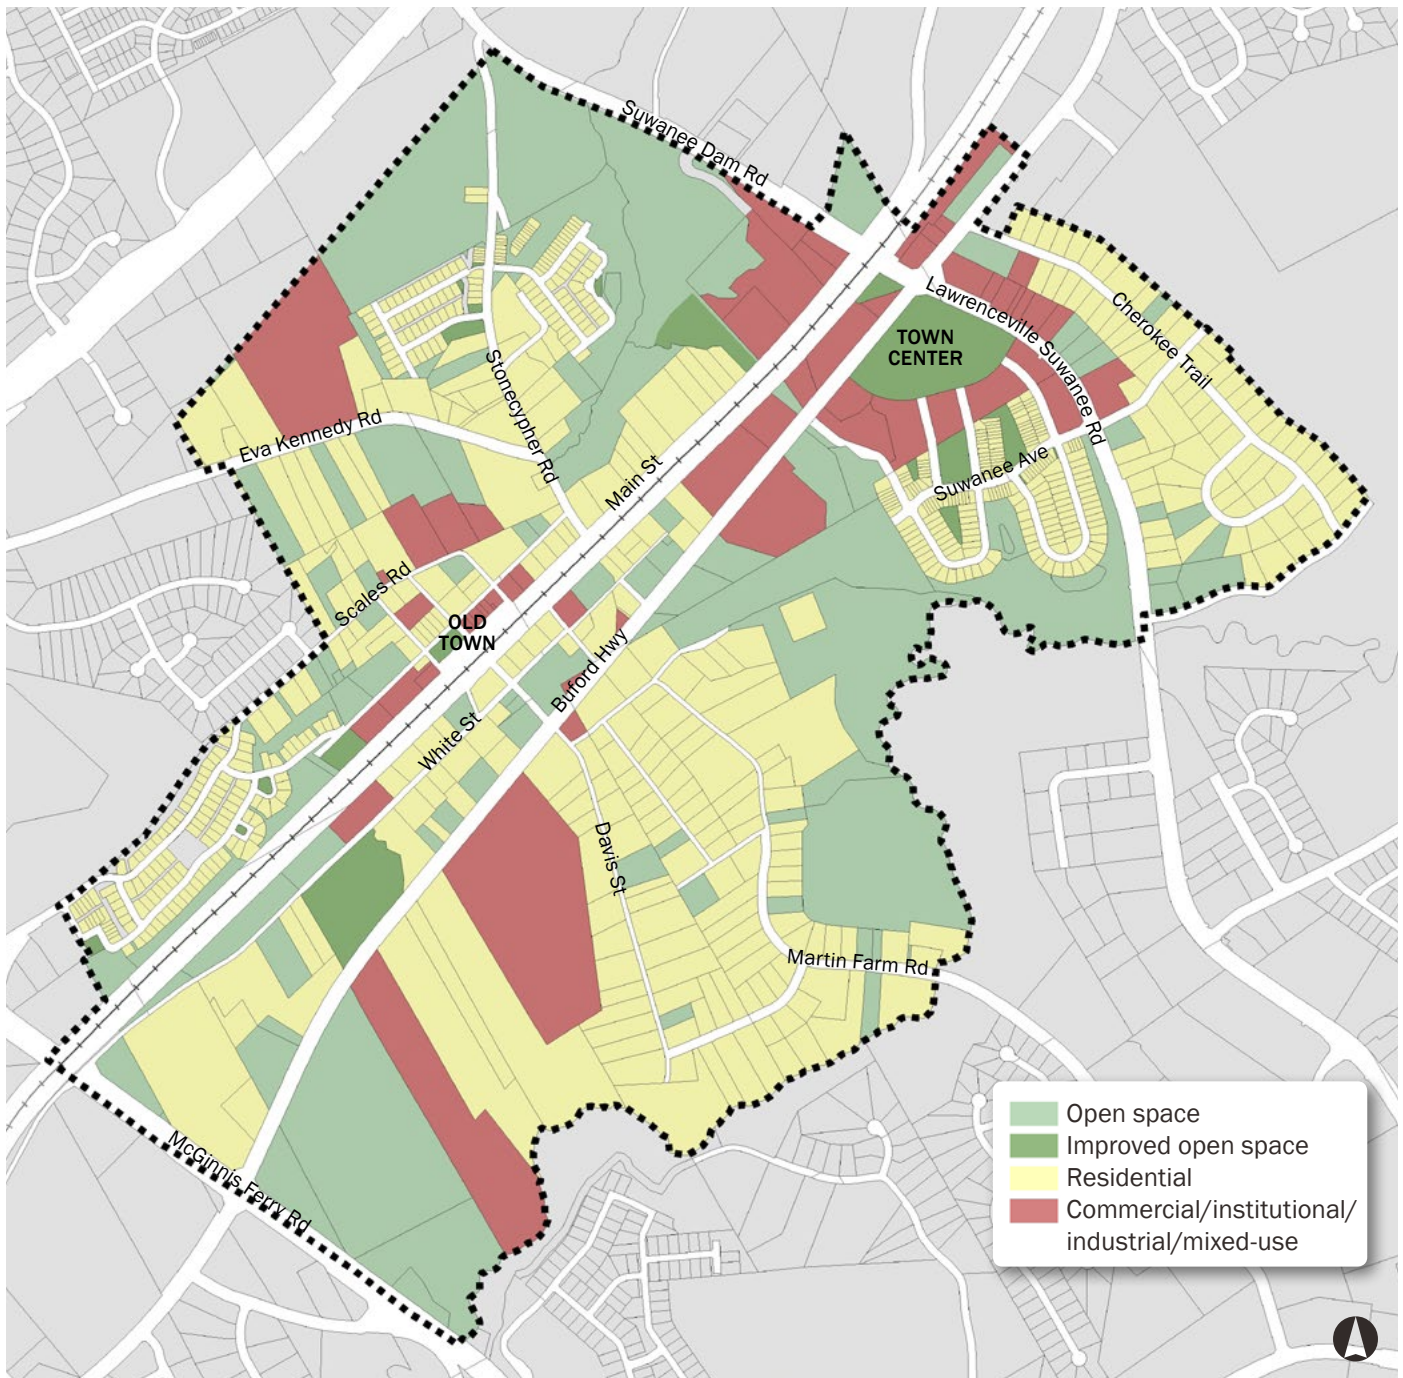 Suwanee Dam Rd
Lawrenceville Suwanee Rd
Cherokee Trail
TOWN
CENTER
Stonecypher Rd
Eva Kennedy Rd
Main St
Suwanee Ave
Scales Rd
OLD
TOWN
Buford Hwy
White St
Davis St
Martin Farm Rd
McGinnis Ferry Rd
Open space
Improved open space
Residential
Commercial/institutional/
industrial/mixed-use